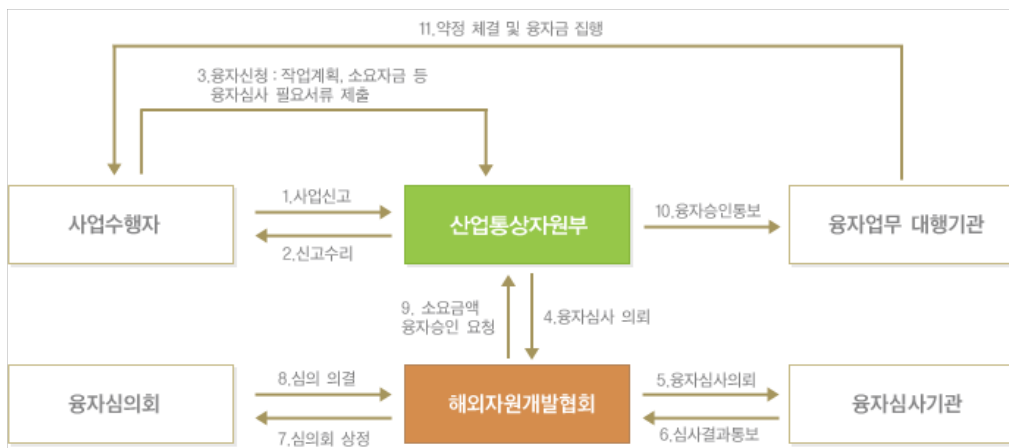 11.약정 체결 및 융자금 집행
3.융자신청 : 작업계획, 소요자금 등
융자심사 필요서류 제출
사업수행자
1.사업신고
2.신고수리
산업통상자원부
10.융자승인통보
융자업무 대행기관
9. 소요금액
융자승인 요청
4.융자심사 의뢰
융자심의회
8.심의 의결
7.심의회 상정
해외자원개발협회
5.융자심사의뢰
6.심사결과통보
융자심사기관